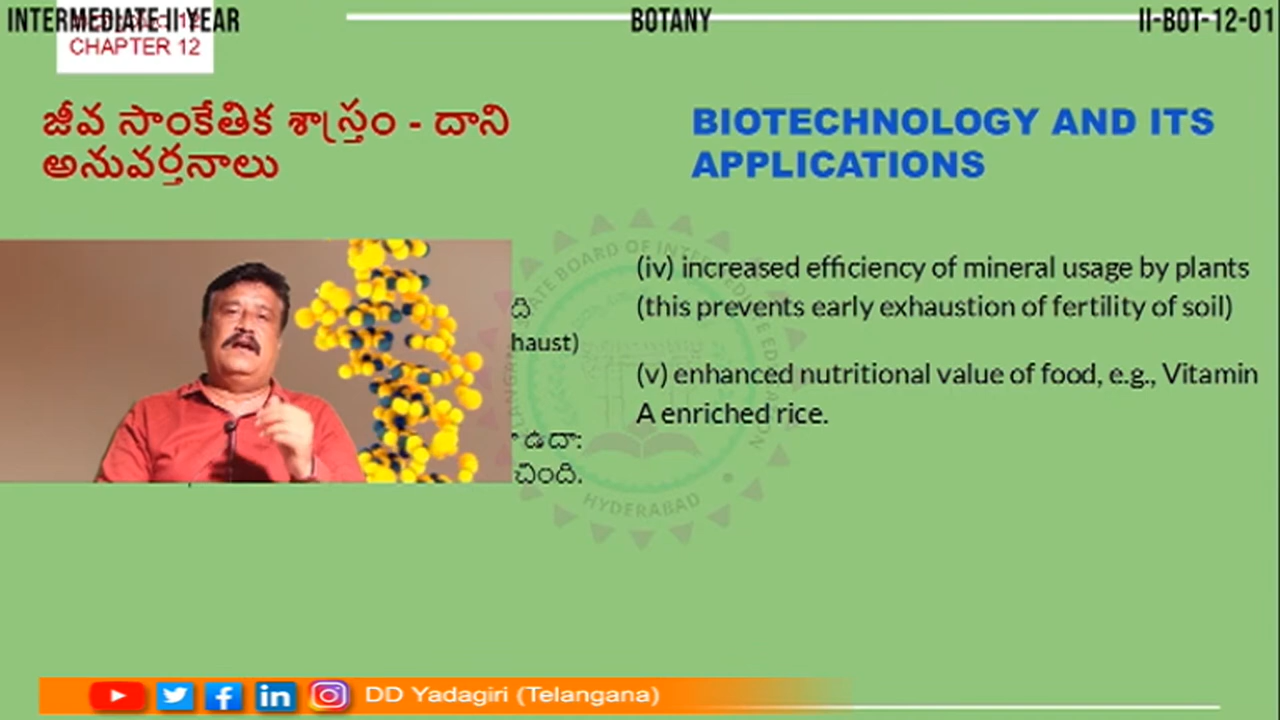 INTERMEDIATE II YEAR
BOTANY
II-BOT-12-01
CHAPTER 12
జీవ సాంకేతిక శాస్త్రం - దాని
అనువర్తనాలు
BIOTECHNOLOGY AND ITS
APPLICATIONS
ది
haust)
ఉదా:
చింది.
(iv) increased efficiency of mineral usage by plants
(this prevents early exhaustion of fertility of soil)
(v) enhanced nutritional value of food, e.g., Vitamin
A enriched rice.
HYDERABAD
DD Yadagiri (Telangana)